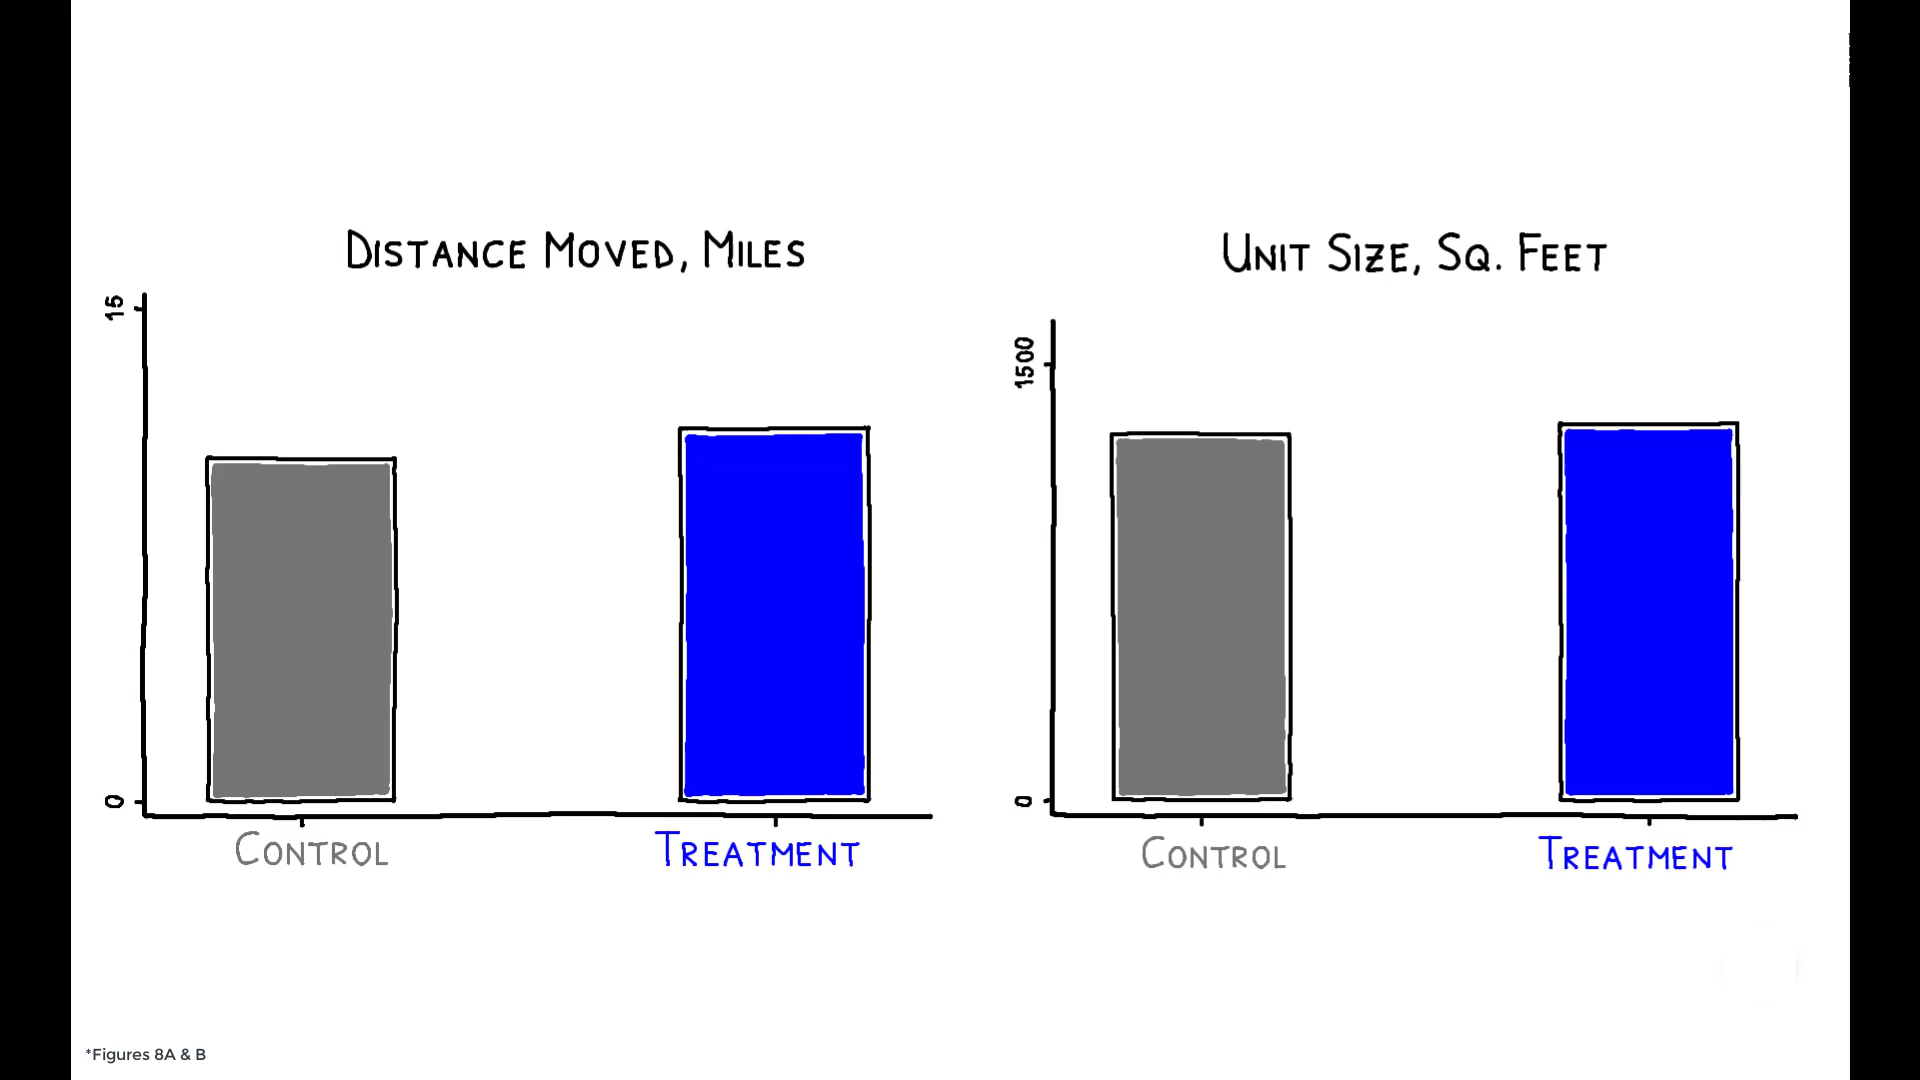 Distance Moved, Miles
15
0
Control
Treatment
Unit Size, Sq. Feet
1500
0
Control
Treatment
*Figures 8A & B